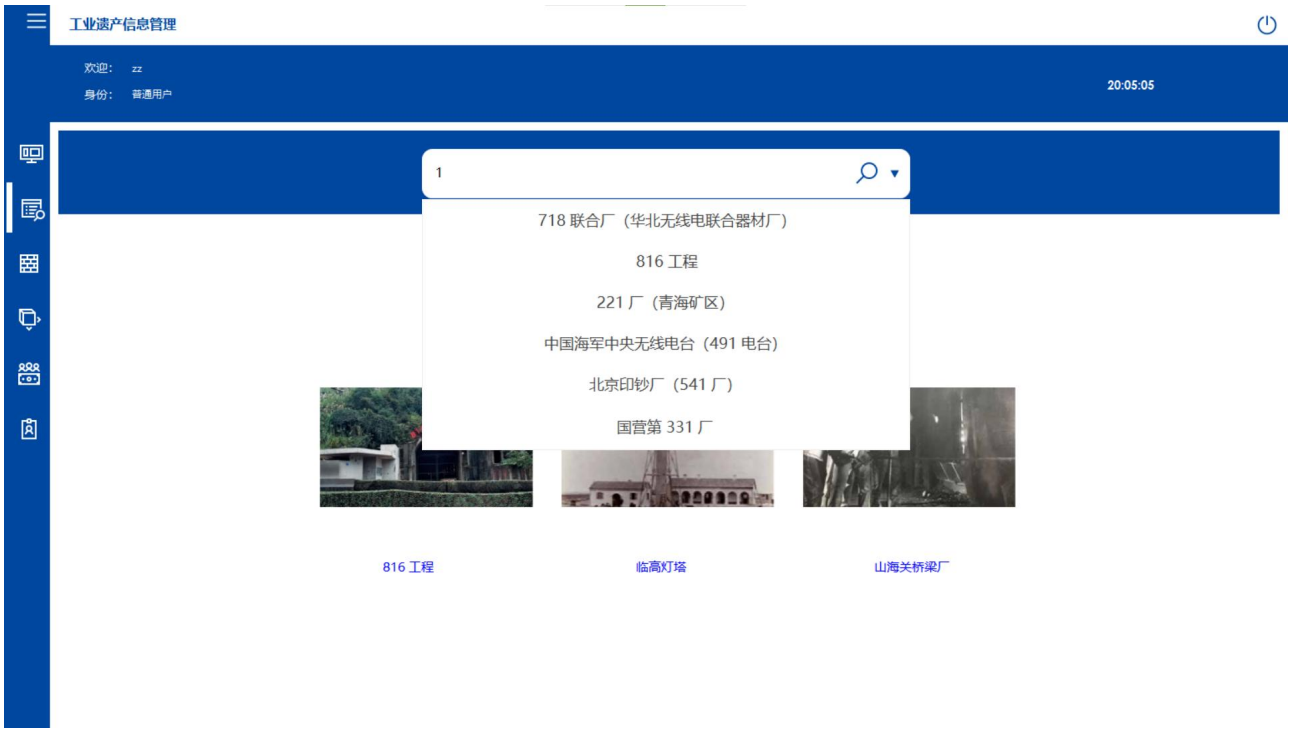 工业遗产信息管理
欢迎： zz
身份： 普通用户
20:05:05
1
718 联合厂（华北无线电联合器材厂）
816 工程
221 厂（青海矿区）
中国海军中央无线电台（491 电台）
北京印钞厂（541 厂）
国营第 331 厂
816 工程
临高灯塔
山海关桥梁厂